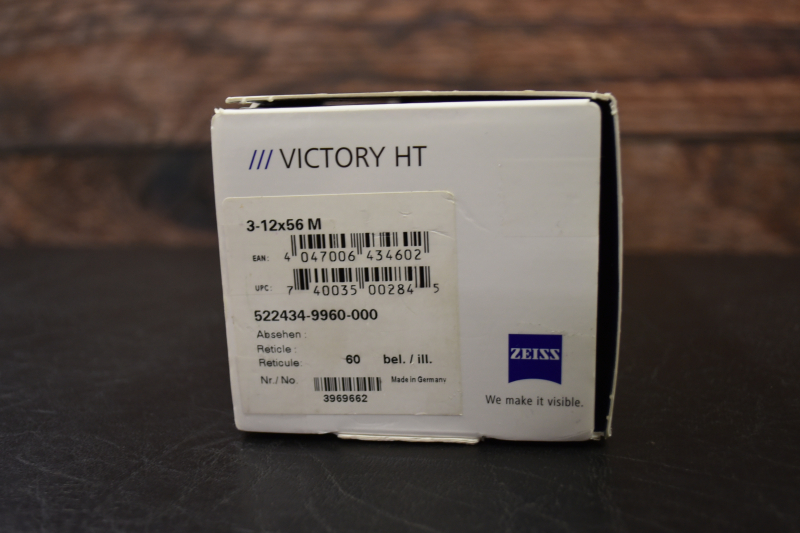 /// VICTORY HT
3-12x56 M
EAN: 4 047006 434602
UPC: 7 40035 00284 5
522434-9960-000
Absehen :
Reticle :
Reticule: 60 bel. / ill.
Nr./ No. Made in Germany
3969662
ZEISS
We make it visible.